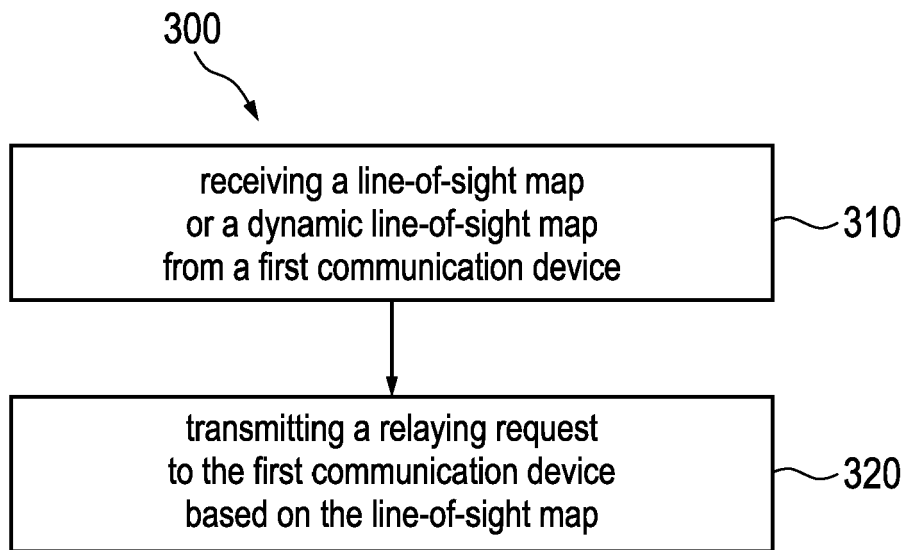 300
receiving a line-of-sight map
or a dynamic line-of-sight map
from a first communication device
310
transmitting a relaying request
to the first communication device
based on the line-of-sight map
320